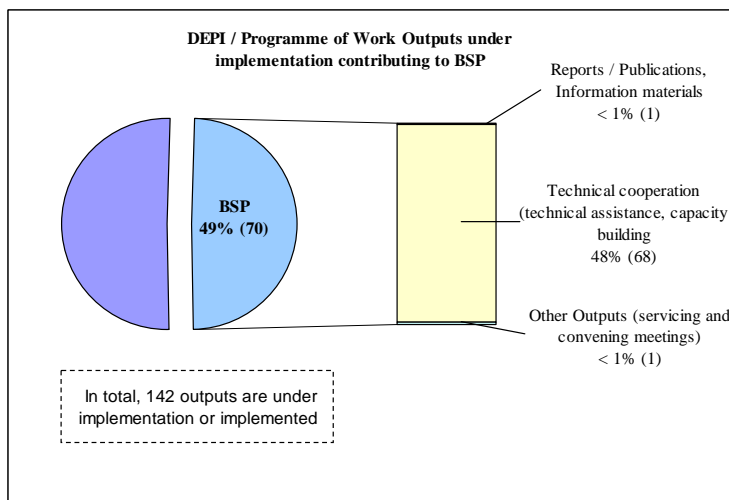 DEPI / Programme of Work Outputs under
implementation contributing to BSP
Reports / Publications,
Information materials
< 1% (1)
BSP
49% (70)
Technical cooperation
(technical assistance, capacity
building
48% (68)
Other Outputs (servicing and
convening meetings)
< 1% (1)
In total, 142 outputs are under
implementation or implemented